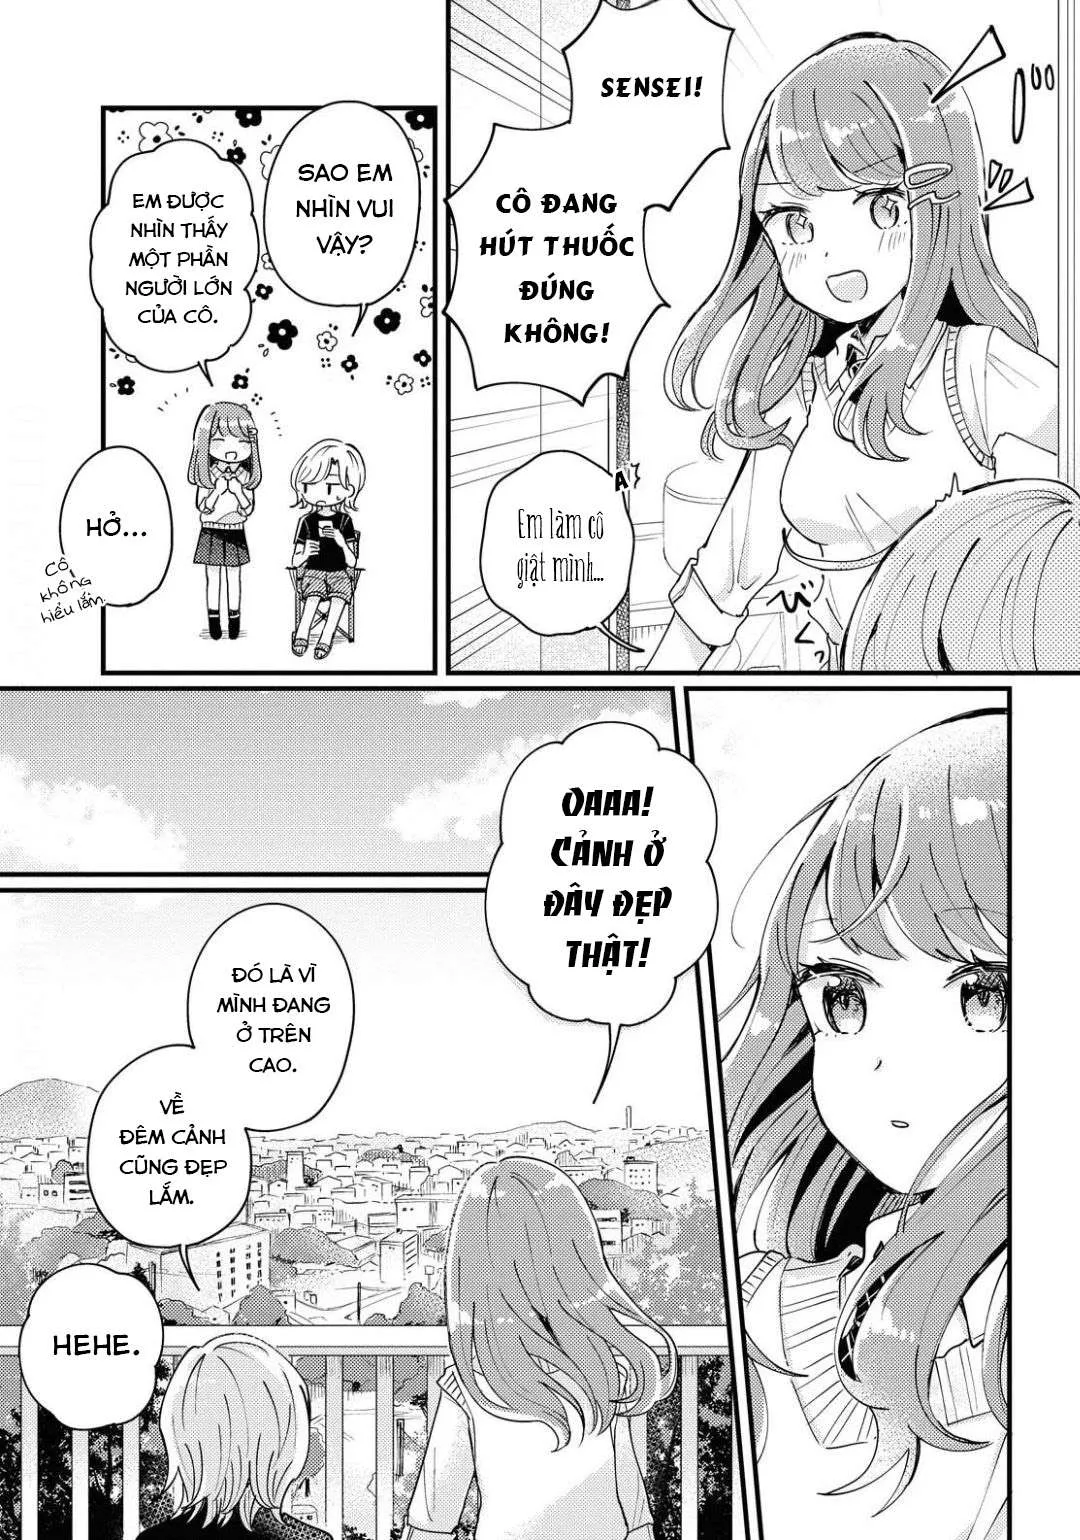 SENSEI!
CÔ ĐANG
HÚT THUỐC
ĐÚNG
KHÔNG!
A
Em làm cô
giật mình...
びく
SAO EM
NHÌN VUI
VẬY?
EM ĐƯỢC
NHÌN THẤY
MỘT PHẦN
NGƯỜI LỚN
CỦA CÔ.
HỞ...
CÔ
KHÔNG
HIỂU LẮM.
OAAA!
CẢNH Ở
ĐÂY ĐẸP
THẬT!
ĐÓ LÀ VÌ
MÌNH ĐANG
Ở TRÊN
CAO.
VỀ
ĐÊM CẢNH
CŨNG ĐẸP
LẮM.
HEHE.